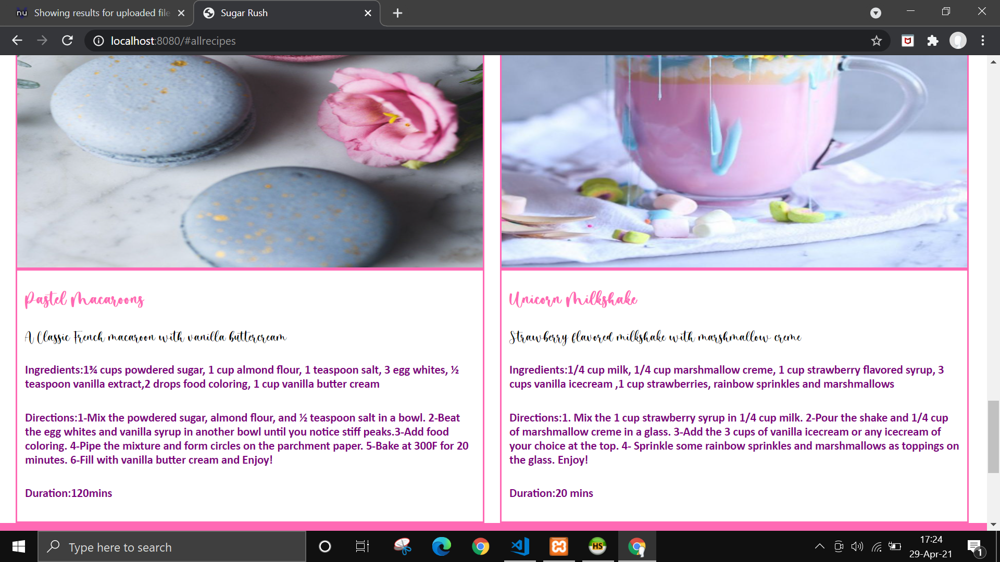 Showing results for uploaded file
Sugar Rush
localhost:8080/#allrecipes
Pastel Macaroons
A Classic French macaroon with vanilla buttercream
Ingredients:1¾ cups powdered sugar, 1 cup almond flour, 1 teaspoon salt, 3 egg whites, ½
teaspoon vanilla extract,2 drops food coloring, 1 cup vanilla butter cream
Directions:1-Mix the powdered sugar, almond flour, and ½ teaspoon salt in a bowl. 2-Beat
the egg whites and vanilla syrup in another bowl until you notice stiff peaks.3-Add food
coloring. 4-Pipe the mixture and form circles on the parchment paper. 5-Bake at 300F for 20
minutes. 6-Fill with vanilla butter cream and Enjoy!
Duration:120mins
Unicorn Milkshake
Strawberry flavored milkshake with marshmallow creme
Ingredients:1/4 cup milk, 1/4 cup marshmallow creme, 1 cup strawberry flavored syrup, 3
cups vanilla icecream ,1 cup strawberries, rainbow sprinkles and marshmallows
Directions:1. Mix the 1 cup strawberry syrup in 1/4 cup milk. 2-Pour the shake and 1/4 cup
of marshmallow creme in a glass. 3-Add the 3 cups of vanilla icecream or any icecream of
your choice at the top. 4- Sprinkle some rainbow sprinkles and marshmallows as toppings on
the glass. Enjoy!
Duration:20 mins
Type here to search
HS
17:24
29-Apr-21
1